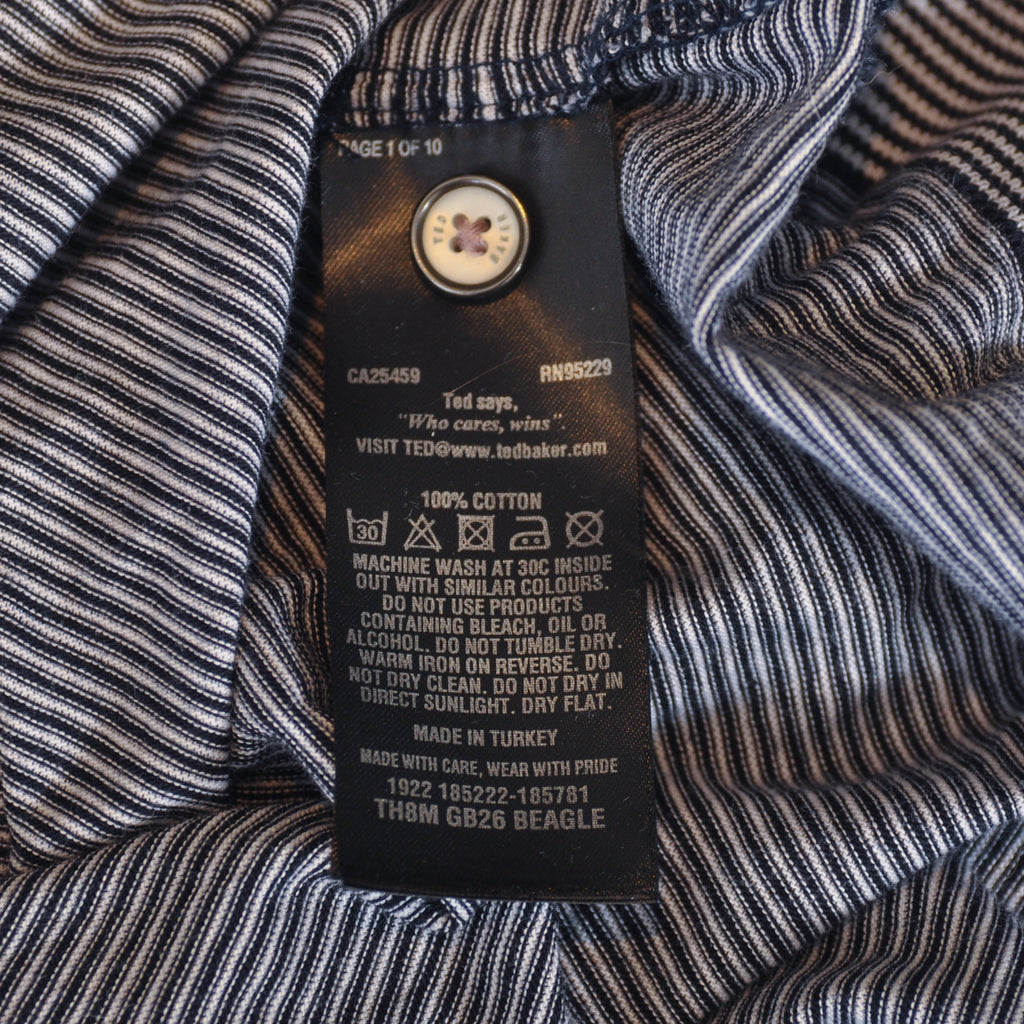 PAGE 1 OF 10
TED BAKER
CA25459 RN95229
Ted says,
"Who cares, wins".
VISIT TED@www.tedbaker.com
100% COTTON
30
MACHINE WASH AT 30C INSIDE
OUT WITH SIMILAR COLOURS.
DO NOT USE PRODUCTS
CONTAINING BLEACH, OIL OR
ALCOHOL. DO NOT TUMBLE DRY.
WARM IRON ON REVERSE. DO
NOT DRY CLEAN. DO NOT DRY IN
DIRECT SUNLIGHT. DRY FLAT.
MADE IN TURKEY
MADE WITH CARE, WEAR WITH PRIDE
1922 185222-185781
TH8M GB26 BEAGLE